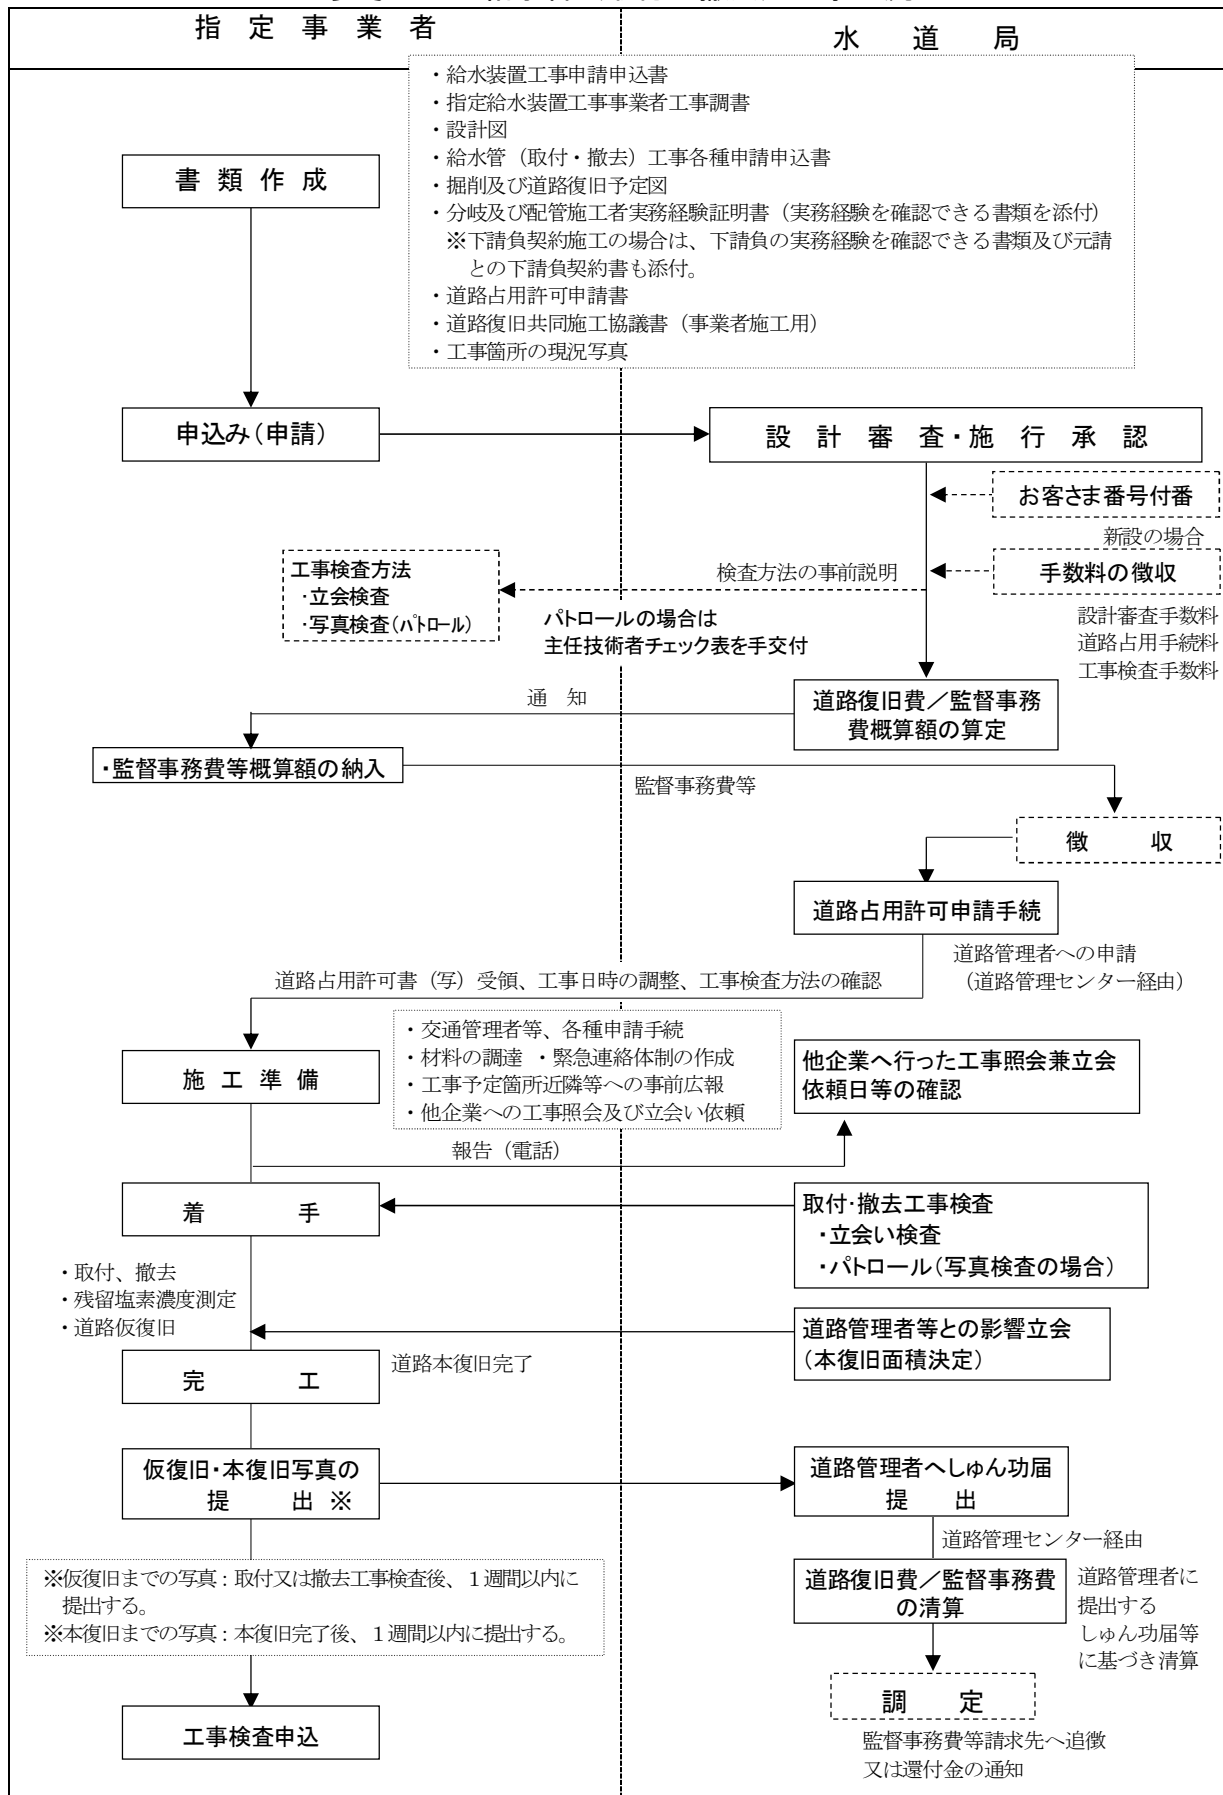 指定事業者
水道局
・給水装置工事申請申込書
・指定給水装置工事事業者工事調書
・設計図
・給水管（取付・撤去）工事各種申請申込書
・掘削及び道路復旧予定図
・分岐及び配管施工者実務経験証明書（実務経験を確認できる書類を添付）
※下請負契約施工の場合は、下請負の実務経験を確認できる書類及び元請
との下請負契約書も添付。
・道路占用許可申請書
・道路復旧共同施工協議書（事業者施工用）
・工事箇所の現況写真
書類作成
申込み（申請）
設計審査・施行承認
お客さま番号付番
新設の場合
手数料の徴収
設計審査手数料
道路占用手続料
工事検査手数料
検査方法の事前説明
工事検査方法
・立会検査
・写真検査（パトロール）
パトロールの場合は
主任技術者チェック表を手交付
道路復旧費／監督事務
費概算額の算定
通　知
・監督事務費等概算額の納入
監督事務費等
徴　収
道路占用許可申請手続
道路管理者への申請
（道路管理センター経由）
道路占用許可書（写）受領、工事日時の調整、工事検査方法の確認
施工準備
・交通管理者等、各種申請手続
・材料の調達 ・緊急連絡体制の作成
・工事予定箇所近隣等への事前広報
・他企業への工事照会及び立会い依頼
他企業へ行った工事照会兼立会
依頼日等の確認
報告（電話）
着　手
取付・撤去工事検査
・立会い検査
・パトロール（写真検査の場合）
・取付、撤去
・残留塩素濃度測定
・道路仮復旧
道路管理者等との影響立会
（本復旧面積決定）
完　工
道路本復旧完了
仮復旧・本復旧写真の
提　出 ※
道路管理者へしゅん功届
提　出
道路管理センター経由
※仮復旧までの写真：取付又は撤去工事検査後、１週間以内に
提出する。
※本復旧までの写真：本復旧完了後、１週間以内に提出する。
道路復旧費／監督事務費
の清算
道路管理者に
提出する
しゅん功届等
に基づき清算
工事検査申込
調　定
監督事務費等請求先へ追徴
又は還付金の通知